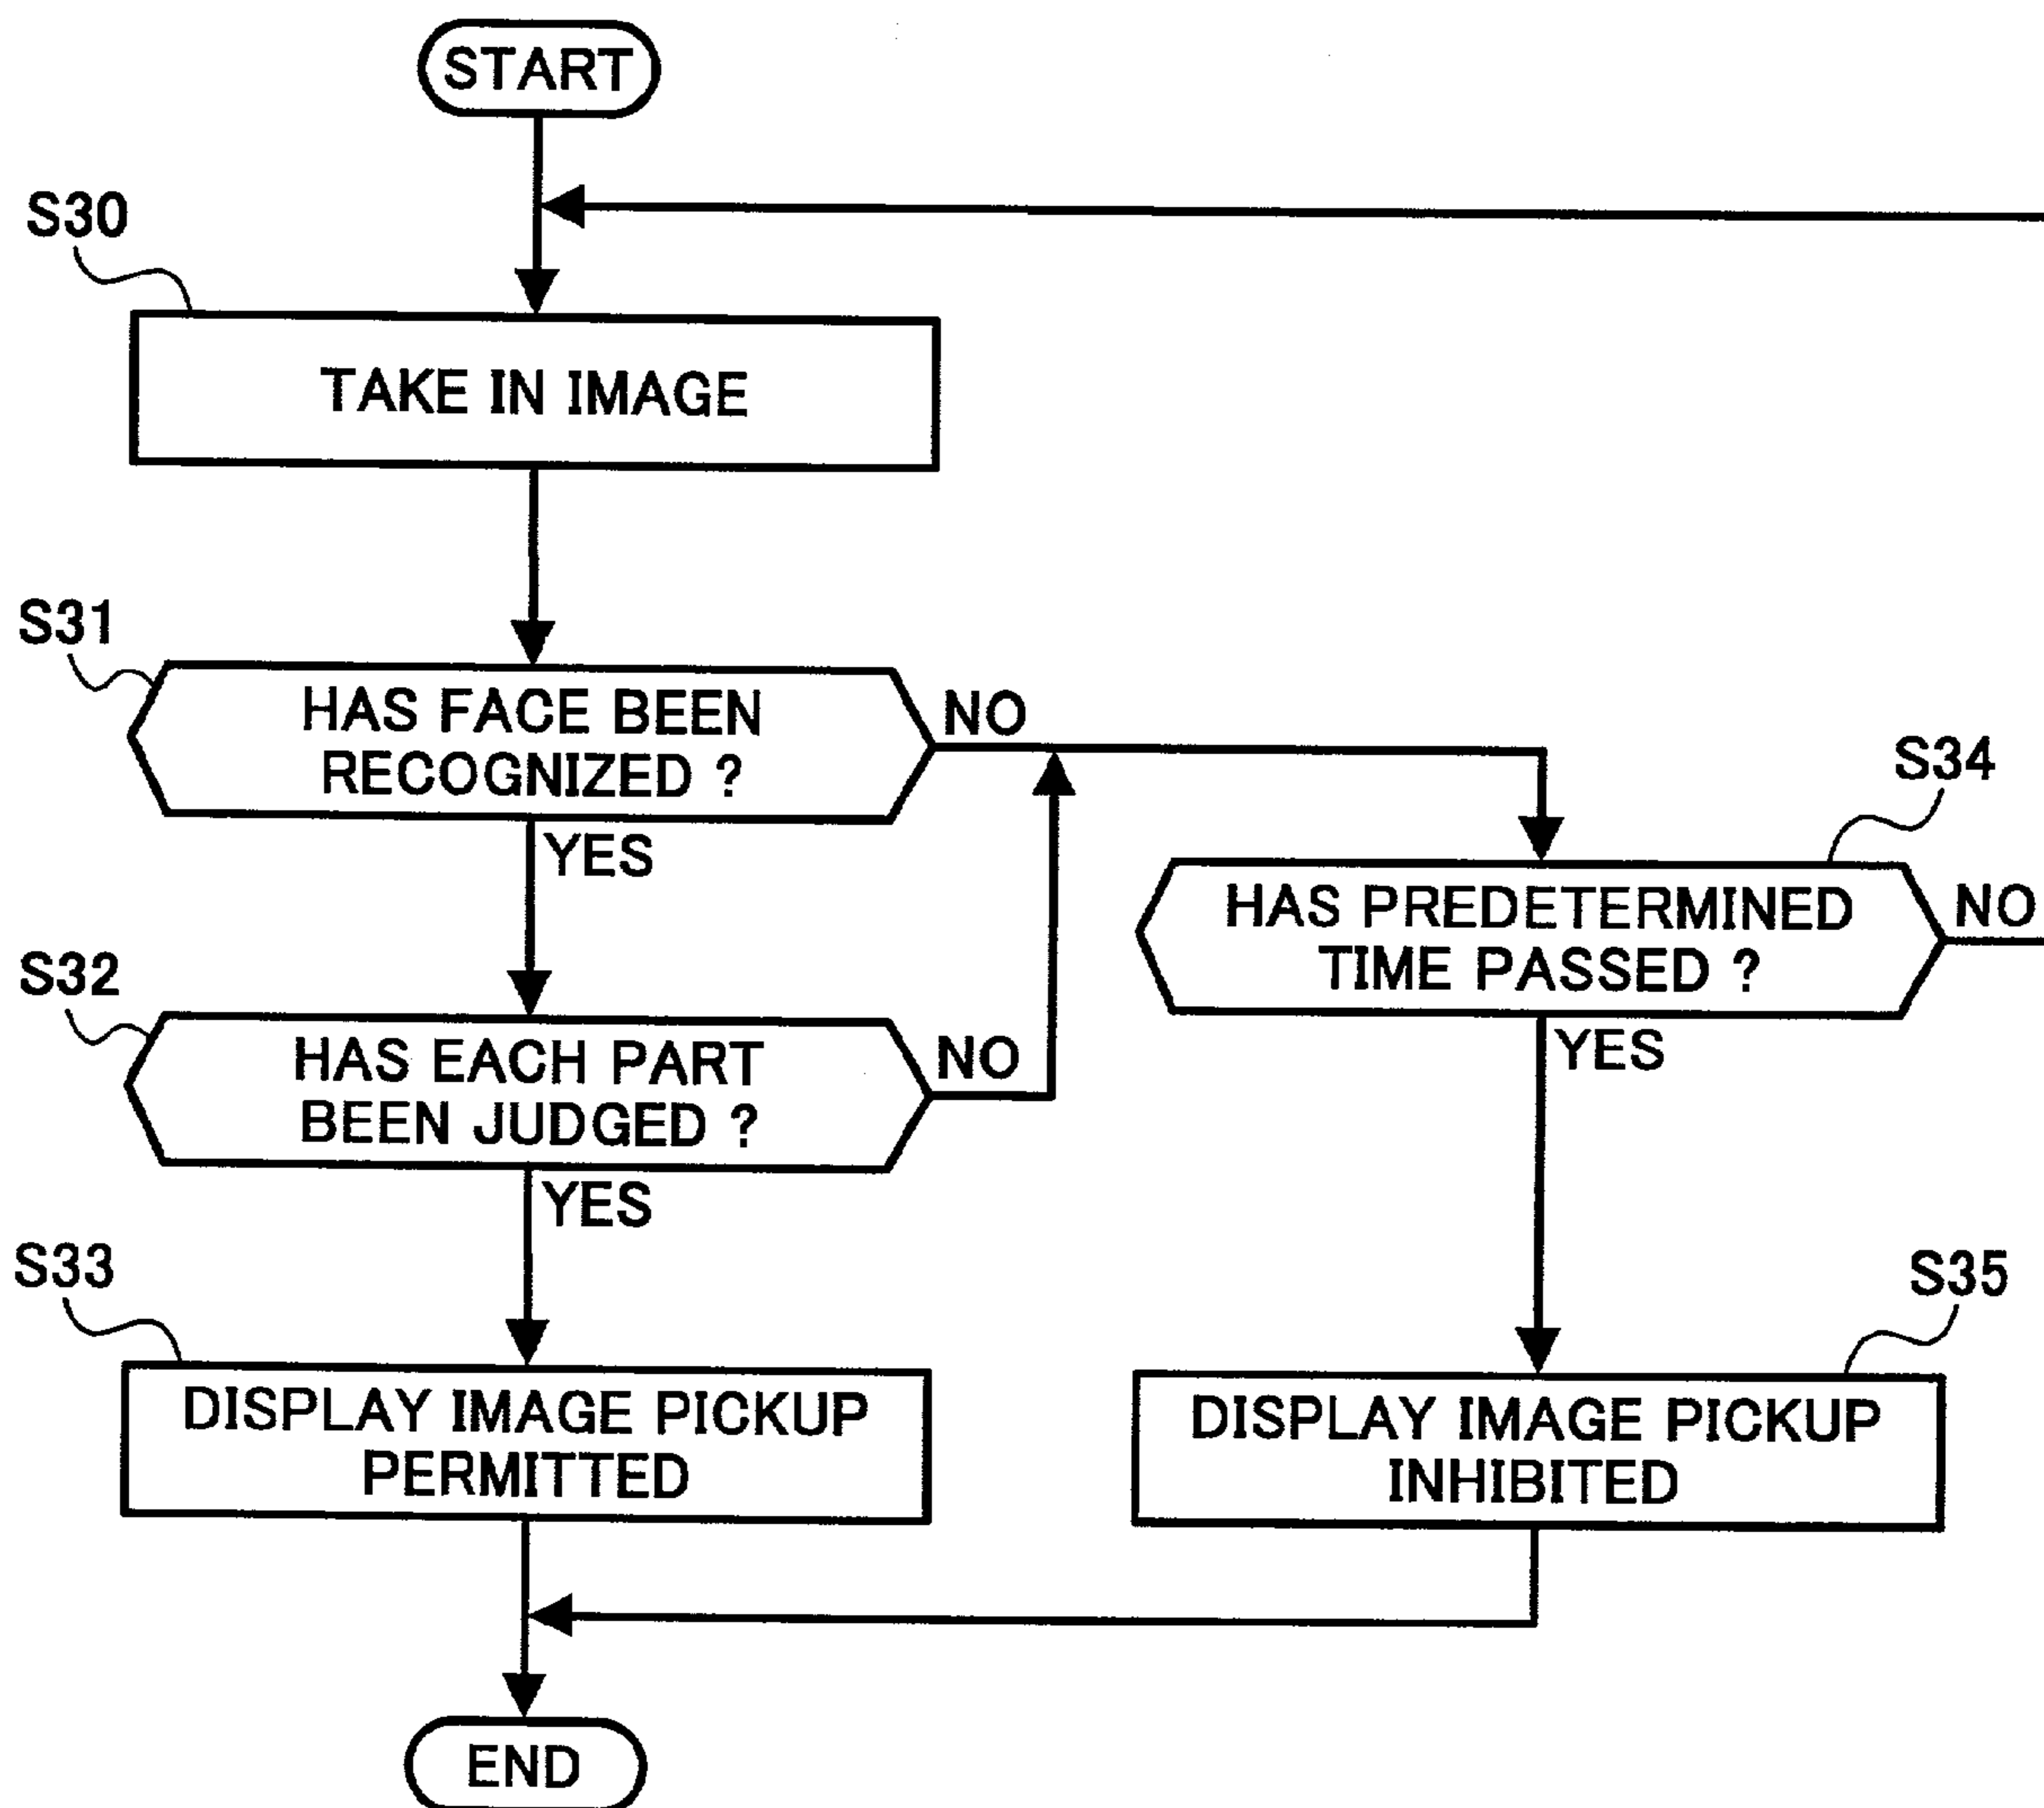 START
S30
TAKE IN IMAGE
S31
HAS FACE BEEN
RECOGNIZED ?
NO
YES
S34
HAS PREDETERMINED
TIME PASSED ?
NO
YES
S32
HAS EACH PART
BEEN JUDGED ?
NO
YES
S33
DISPLAY IMAGE PICKUP
PERMITTED
S35
DISPLAY IMAGE PICKUP
INHIBITED
END